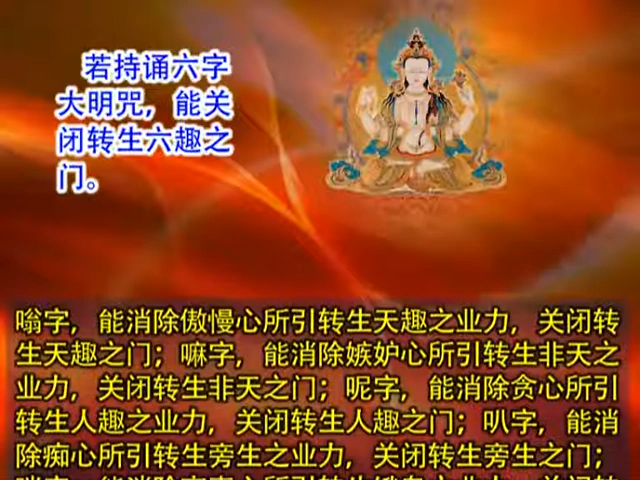 若持诵六字
大明咒，能关
闭转生六趣之
门。
嗡字，能消除傲慢心所引转生天趣之业力，关闭转
生天趣之门；嘛字，能消除嫉妒心所引转生非天之
业力，关闭转生非天之门；呢字，能消除贪心所引
转生人趣之业力，关闭转生人趣之门；叭字，能消
除痴心所引转生旁生之业力，关闭转生旁生之门；